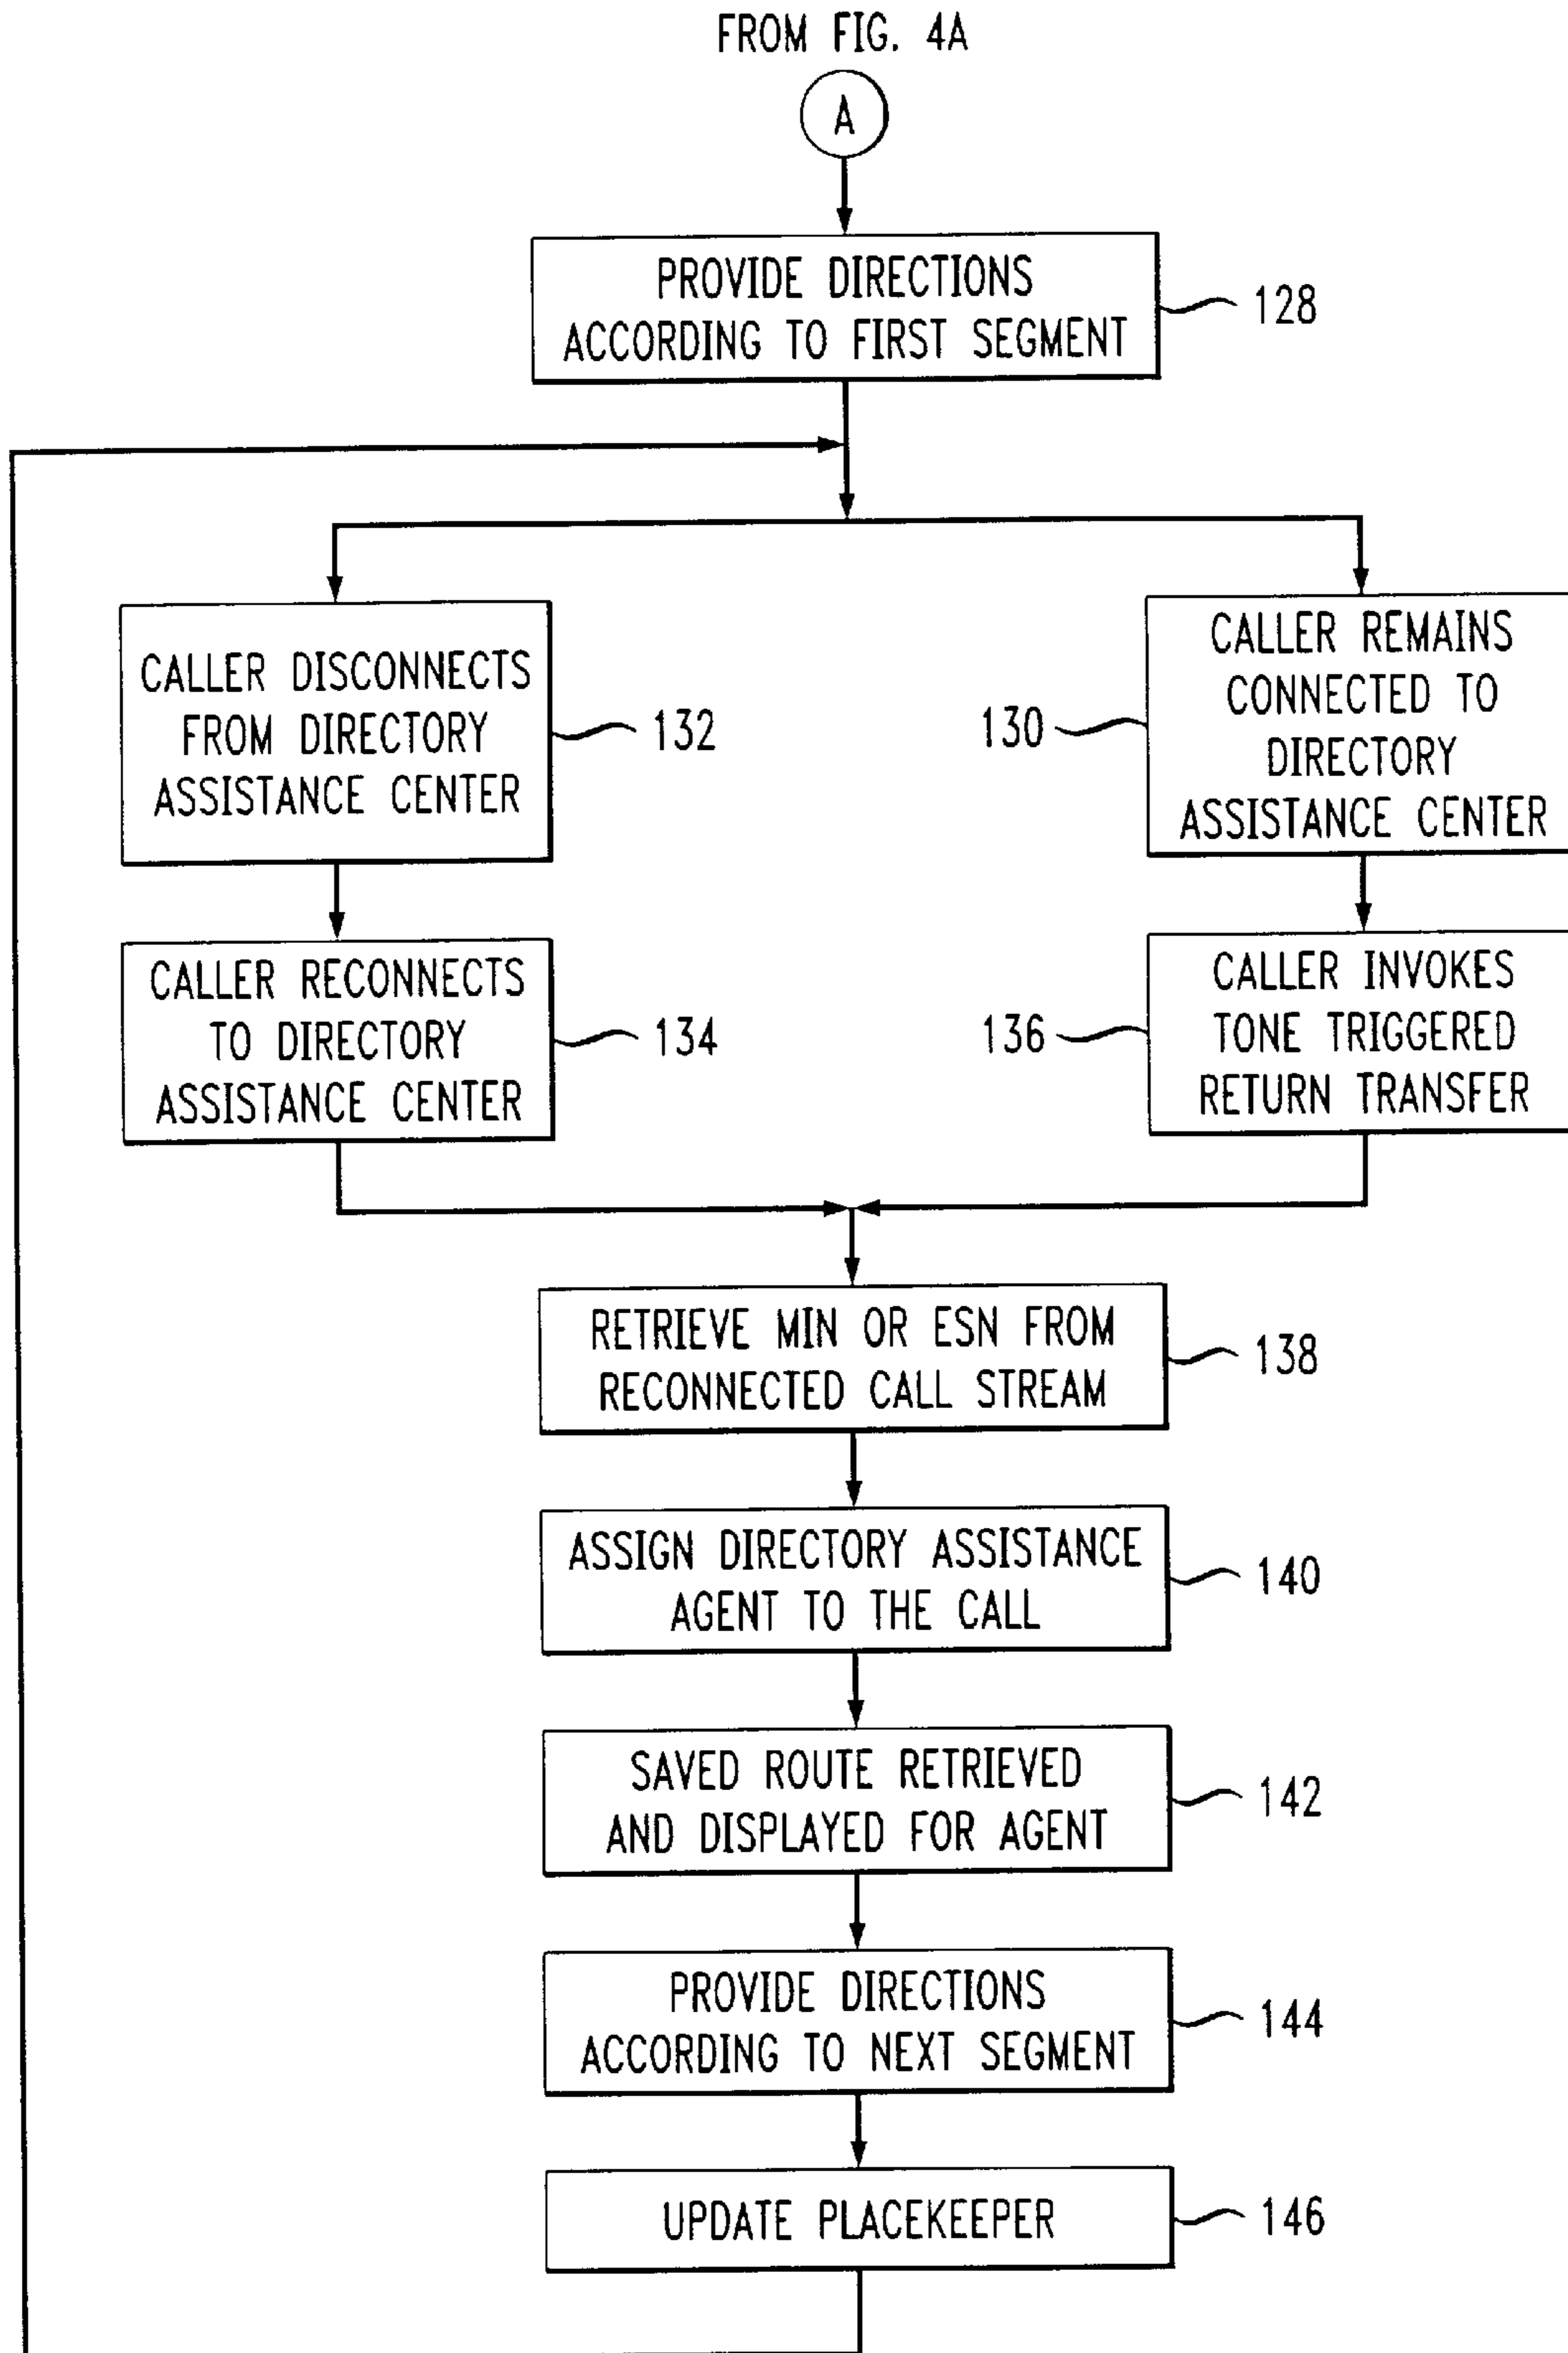 FROM FIG. 4A
A
PROVIDE DIRECTIONS
ACCORDING TO FIRST SEGMENT
128
CALLER DISCONNECTS
FROM DIRECTORY
ASSISTANCE CENTER
132
CALLER REMAINS
CONNECTED TO
DIRECTORY
ASSISTANCE CENTER
130
CALLER RECONNECTS
TO DIRECTORY
ASSISTANCE CENTER
134
CALLER INVOKES
TONE TRIGGERED
RETURN TRANSFER
136
RETRIEVE MIN OR ESN FROM
RECONNECTED CALL STREAM
138
ASSIGN DIRECTORY ASSISTANCE
AGENT TO THE CALL
140
SAVED ROUTE RETRIEVED
AND DISPLAYED FOR AGENT
142
PROVIDE DIRECTIONS
ACCORDING TO NEXT SEGMENT
144
UPDATE PLACEKEEPER
146